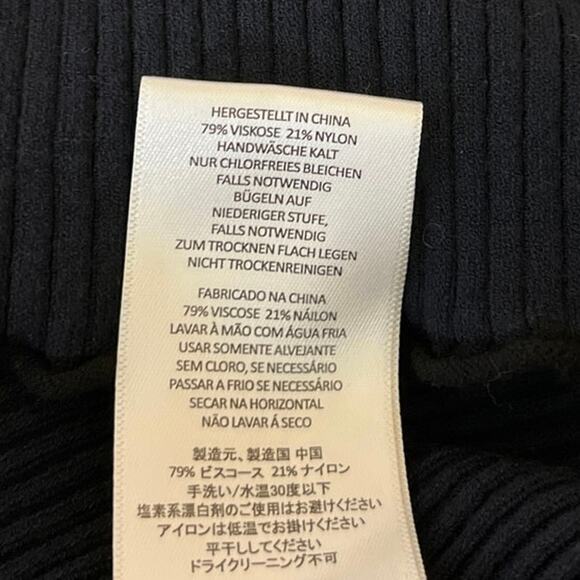 HERGESTELLT IN CHINA
79% VISKOSE 21% NYLON
HANDWÄSCHE KALT
NUR CHLORFREIES BLEICHEN
FALLS NOTWENDIG
BÜGELN AUF
NIEDERIGER STUFE,
FALLS NOTWENDIG
ZUM TROCKNEN FLACH LEGEN
NICHT TROCKENREINIGEN
FABRICADO NA CHINA
79% VISCOSE 21% NÁILON
LAVAR À MÃO COM ÁGUA FRIA
USAR SOMENTE ALVEJANTE
SEM CLORO, SE NECESSÁRIO
PASSAR A FRIO SE NECESSÁRIO
SECAR NA HORIZONTAL
NÃO LAVAR Á SECO
製造元、製造国 中国
79% ビスコース 21% ナイロン
手洗い/水温30度以下
塩素系漂白剤のご使用はお避けください
アイロンは低温でお掛けください
平干ししてください
ドライクリーニング不可